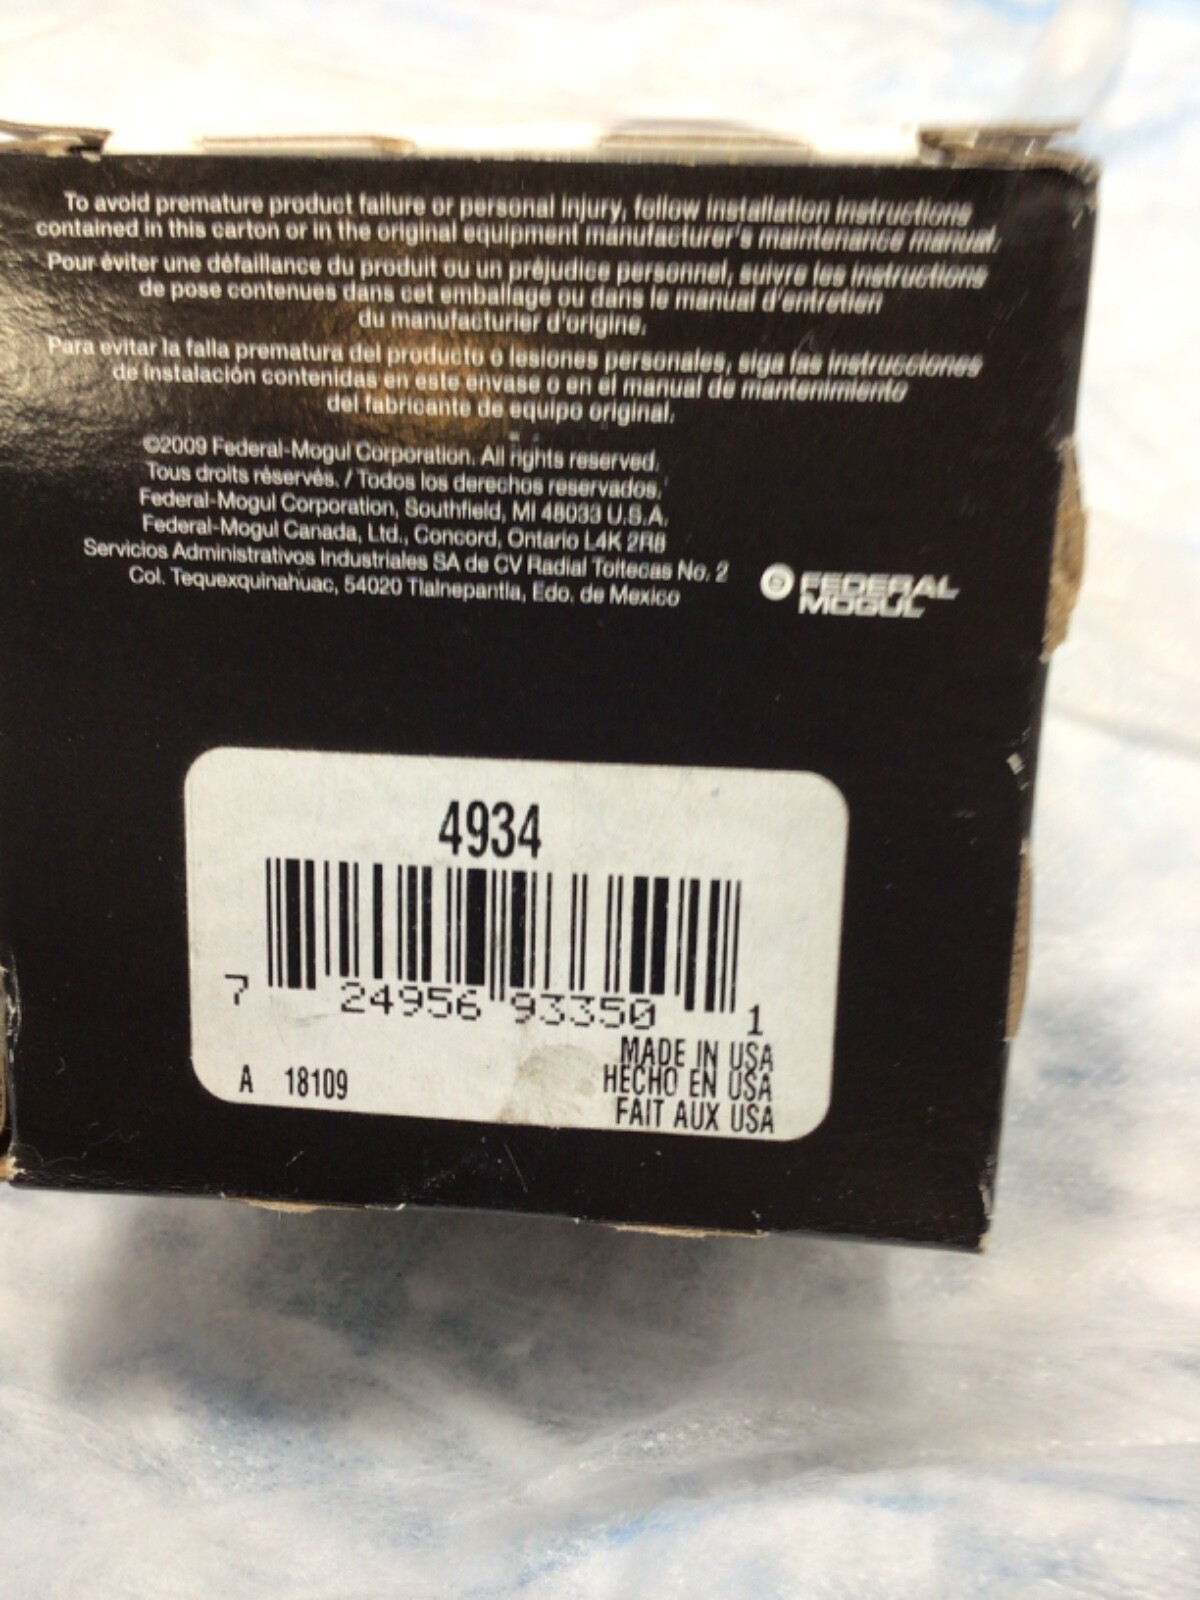 To avoid premature product failure or personal injury, follow installation instructions
contained in this carton or in the original equipment manufacturer's maintenance manual.
Pour éviter une défaillance du produit ou un préjudice personnel, suivre les instructions
de pose contenues dans cet emballage ou dans le manual d'entretien
du manufacturier d'origine.
Para evitar la falla prematura del producto o lesiones personales, siga las instrucciones
de instalación contenidas en este envase o en el manual de mantenimiento
del fabricante de equipo original.
©2009 Federal-Mogul Corporation. All rights reserved.
Tous droits réservés. / Todos los derechos reservados.
Federal-Mogul Corporation, Southfield, MI 48033 U.S.A.
Federal-Mogul Canada, Ltd., Concord, Ontario L4K 2R8
Servicios Administrativos Industriales SA de CV Radial Toltecas No. 2
Col. Tequexquinahuac, 54020 Tlalnepantla, Edo. de Mexico
FEDERAL
MOGUL
4934
7 24956 93350 1
MADE IN USA
HECHO EN USA
FAIT AUX USA
A 18109